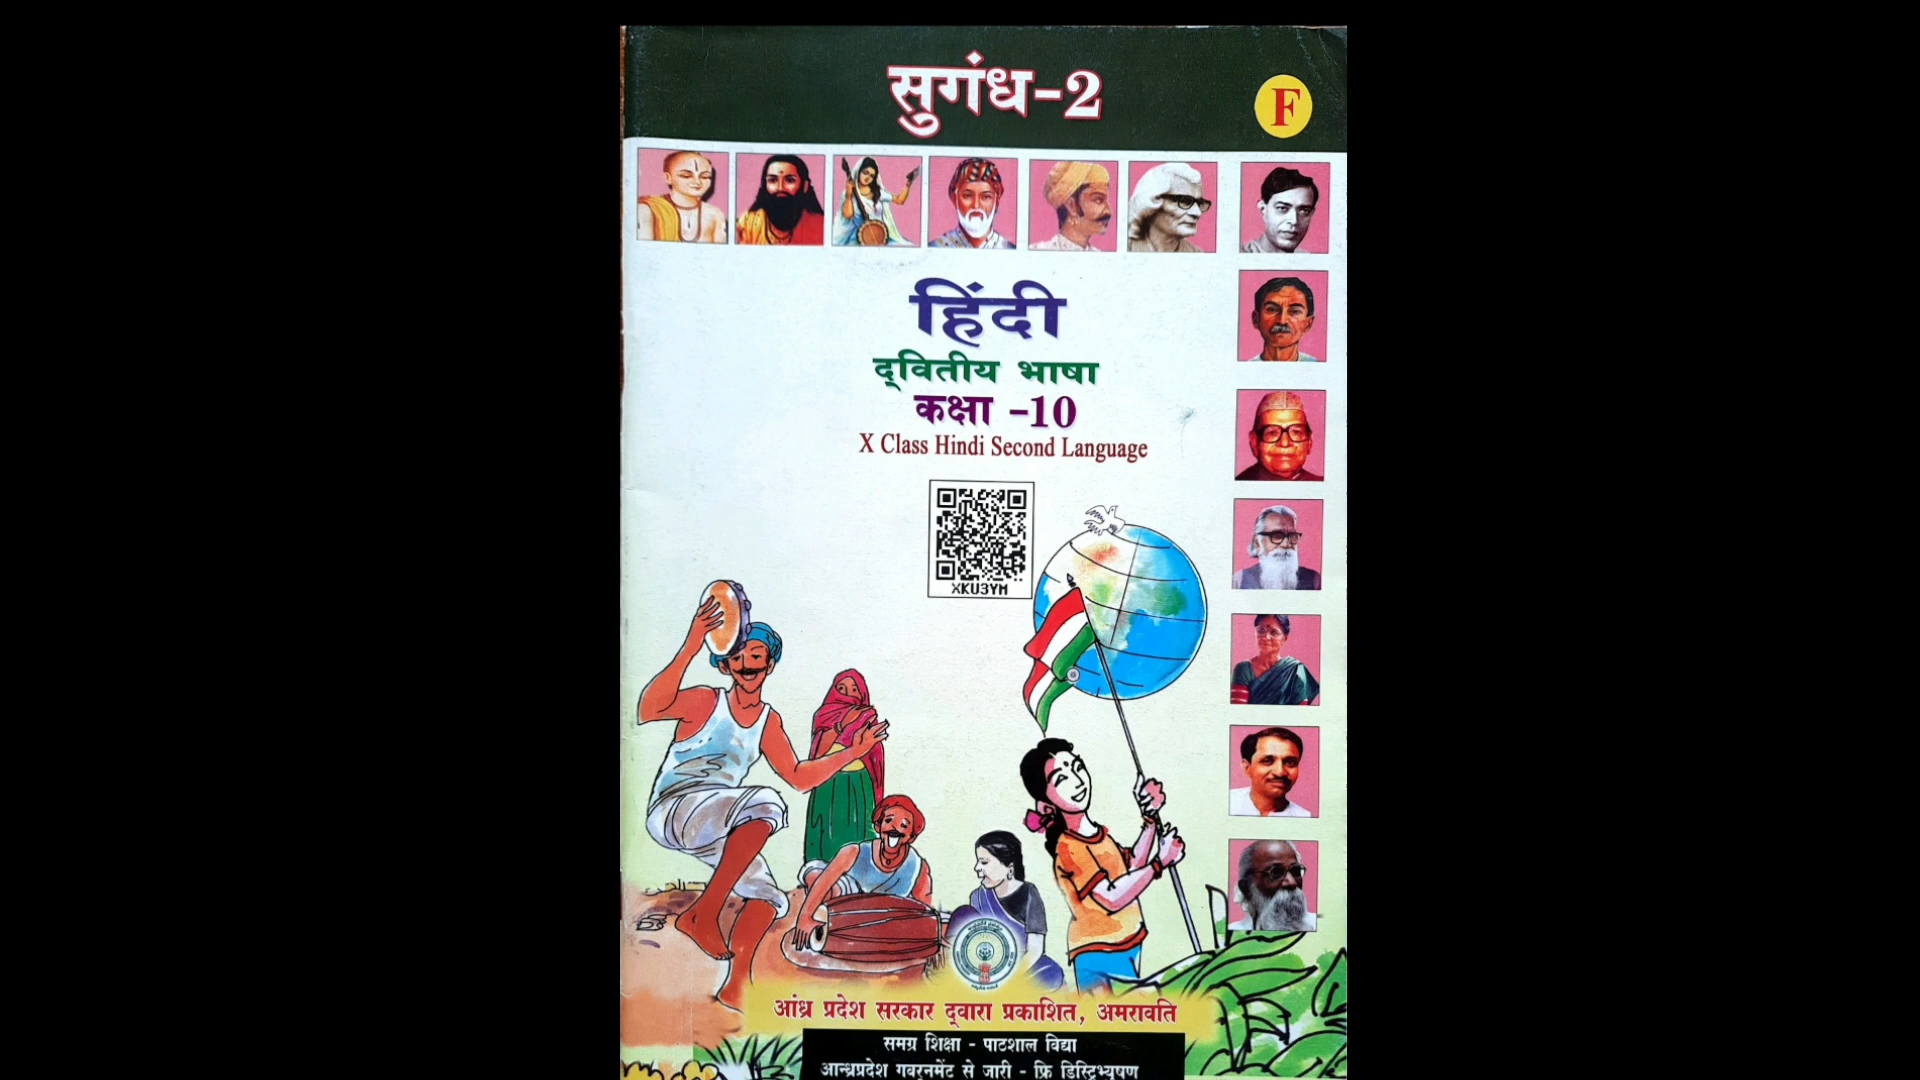 सुगंध-2
F
हिंदी
द्वितीय भाषा
कक्षा -10
X Class Hindi Second Language
XKU3YM
आंध्र प्रदेश सरकार द्वारा प्रकाशित, अमरावति
समग्र शिक्षा - पाठशाल विद्या
आन्ध्रप्रदेश गवर्नमेंट से जारी - फ्रि डिस्ट्रिभ्यूषण